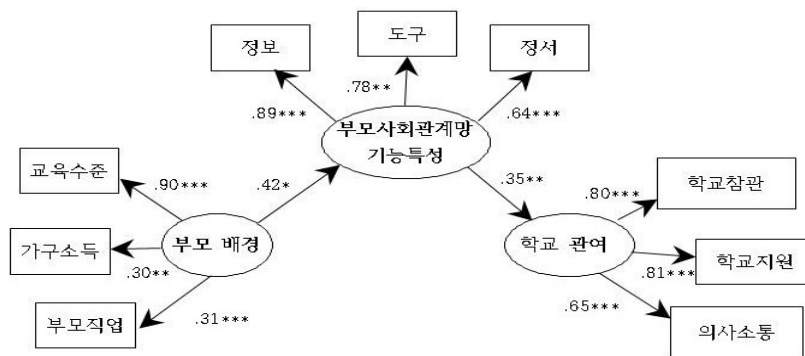 정보
도구
정서
.89***
.78**
.64***
부모사회관계망
기능특성
교육수준
.90***
.42*
.35**
.80***
학교참관
가구소득
부모 배경
학교 관여
.30**
.81***
학교지원
부모직업
.31***
.65***
의사소통